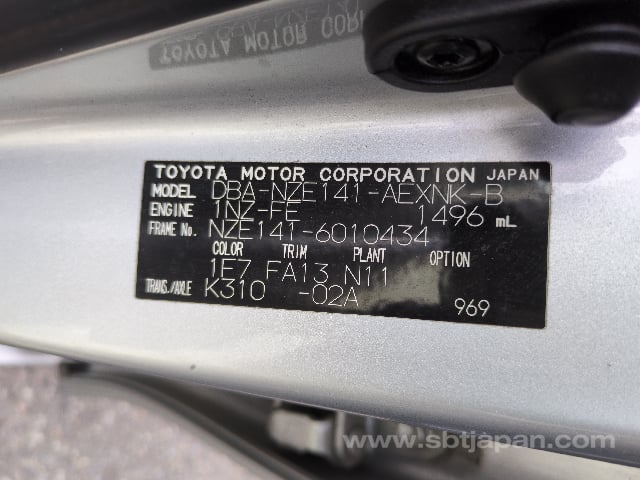 TOYOTA MOTOR CORPORATION JAPAN
MODEL DBA-NZE141-AEXNK-B
ENGINE 1NZ-FE 1496 mL
FRAME No. NZE141-6010434
COLOR TRIM PLANT OPTION
1E7 FA13 N11
TRANS./AXLE K310 -02A 969
www.sbtjapan.com